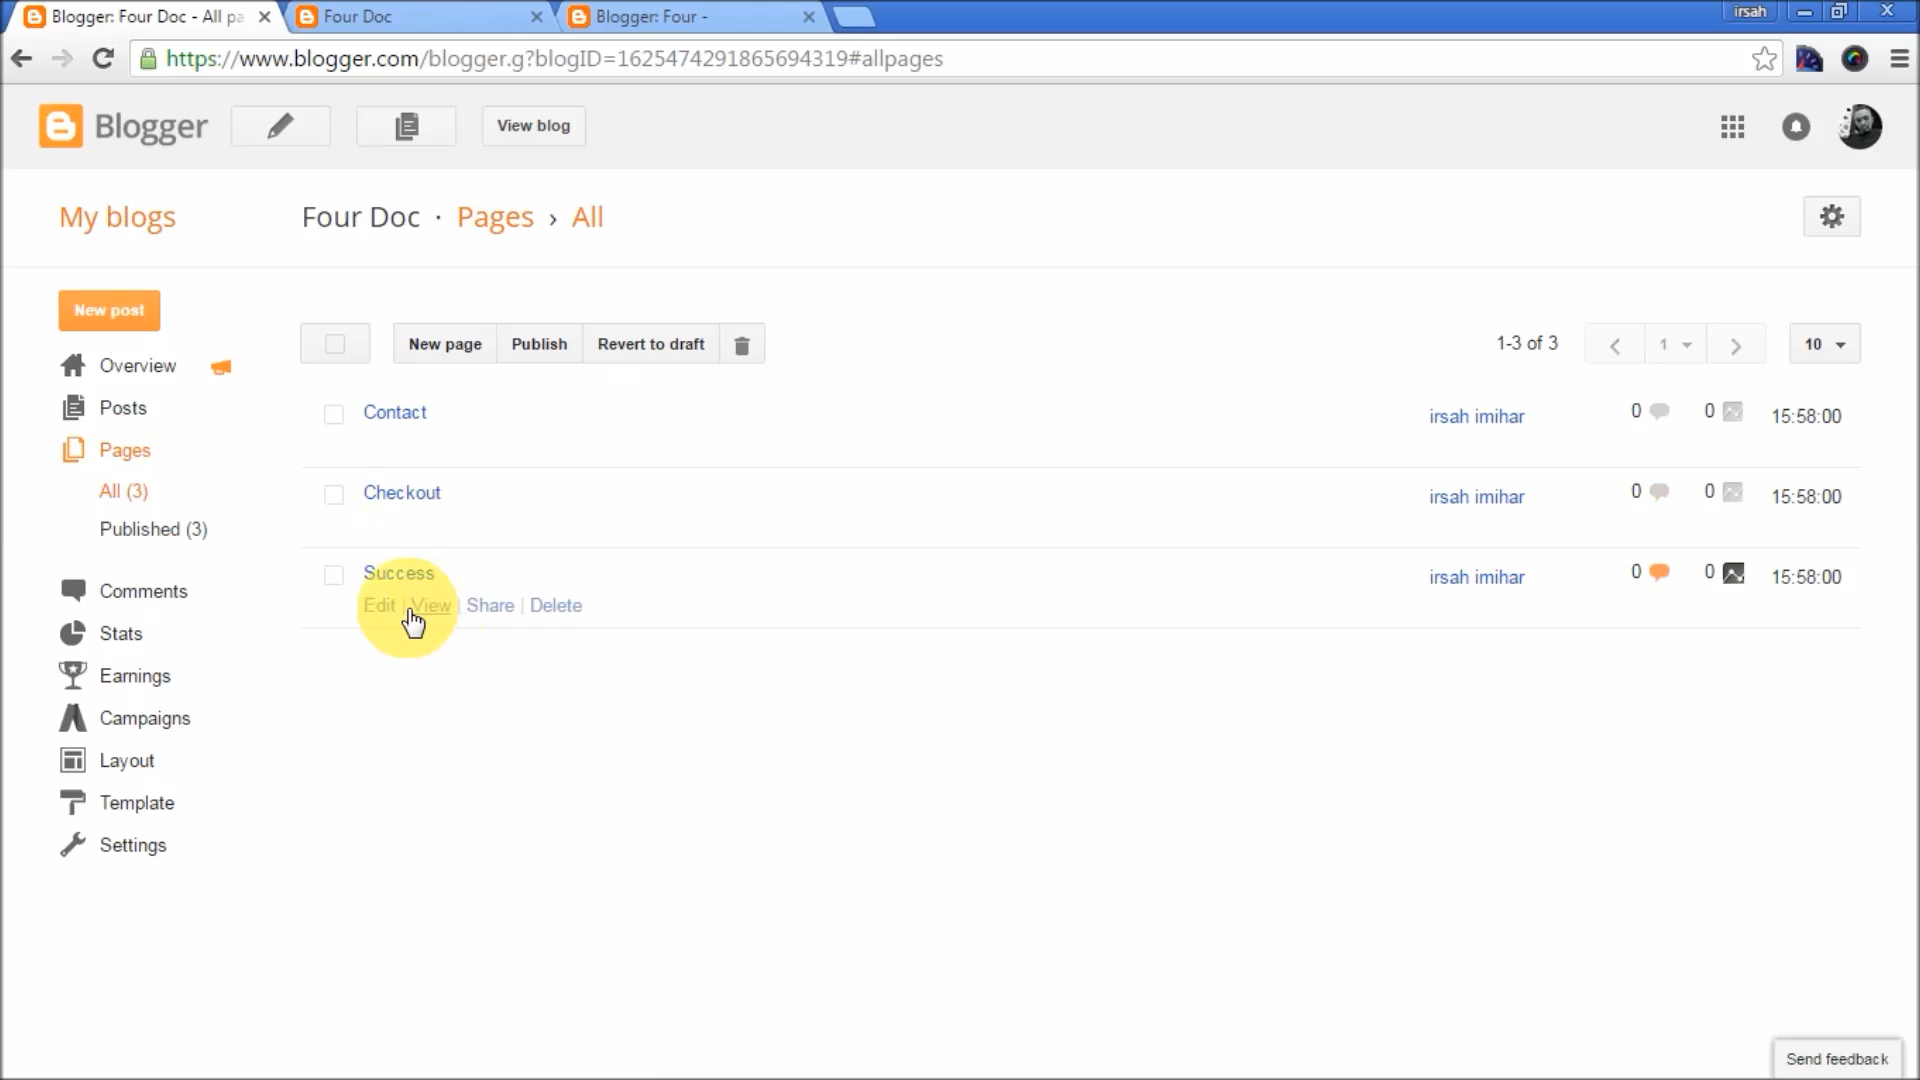 Blogger: Four Doc - All pa
Four Doc
Blogger: Four -
irsah
https://www.blogger.com/blogger.g?blogID=1625474291865694319#allpages
Blogger
View blog
My blogs
Four Doc · Pages › All
New post
Overview
Posts
Pages
All (3)
Published (3)
Comments
Stats
Earnings
Campaigns
Layout
Template
Settings
New page
Publish
Revert to draft
1-3 of 3
1
10
Contact
irsah imihar
0
0
15:58:00
Checkout
irsah imihar
0
0
15:58:00
Success
irsah imihar
0
0
15:58:00
Edit | View | Share | Delete
Send feedback